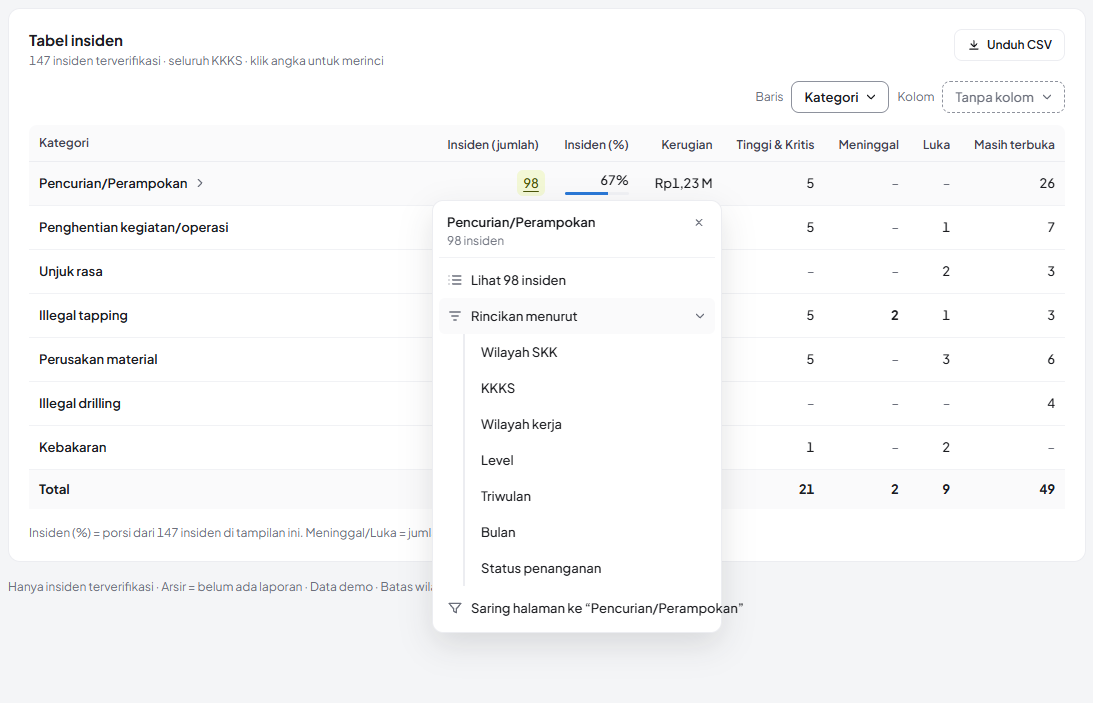 Tabel insiden
147 insiden terverifikasi · seluruh KKKS · klik angka untuk merinci
Unduh CSV
Baris Kategori Kolom Tanpa kolom
Kategori Insiden (jumlah) Insiden (%) Kerugian Tinggi & Kritis Meninggal Luka Masih terbuka
Pencurian/Perampokan 98 67% Rp1,23 M 5 – – 26
Penghentian kegiatan/operasi 5 – 1 7
Unjuk rasa – – 2 3
Illegal tapping 5 2 1 3
Perusakan material 5 – 3 6
Illegal drilling – – – 4
Kebakaran 1 – 2 –
Total 21 2 9 49
Pencurian/Perampokan ×
98 insiden
Lihat 98 insiden
Rincikan menurut
Wilayah SKK
KKKS
Wilayah kerja
Level
Triwulan
Bulan
Status penanganan
Saring halaman ke “Pencurian/Perampokan”
Insiden (%) = porsi dari 147 insiden di tampilan ini. Meninggal/Luka =
Hanya insiden terverifikasi · Arsir = belum ada laporan · Data demo · Batas